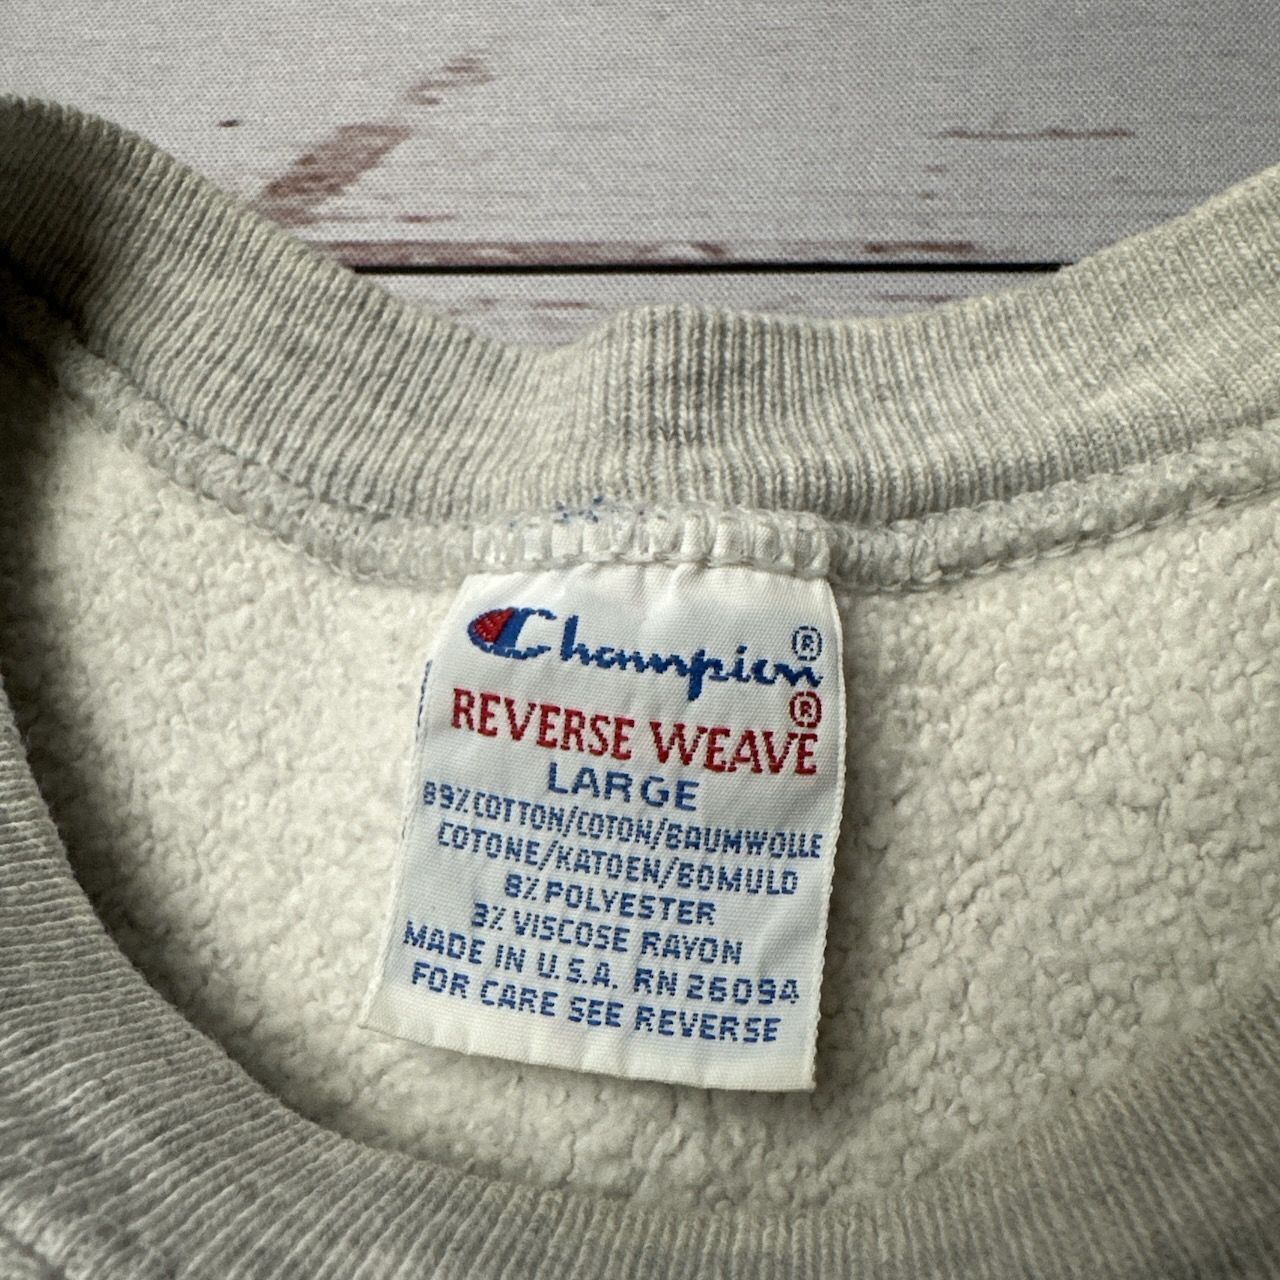 Champion®
REVERSE WEAVE®
LARGE
89% COTTON/COTON/BAUMWOLLE
COTONE/KATOEN/BOMULD
8% POLYESTER
3% VISCOSE RAYON
MADE IN U.S.A. RN 26094
FOR CARE SEE REVERSE